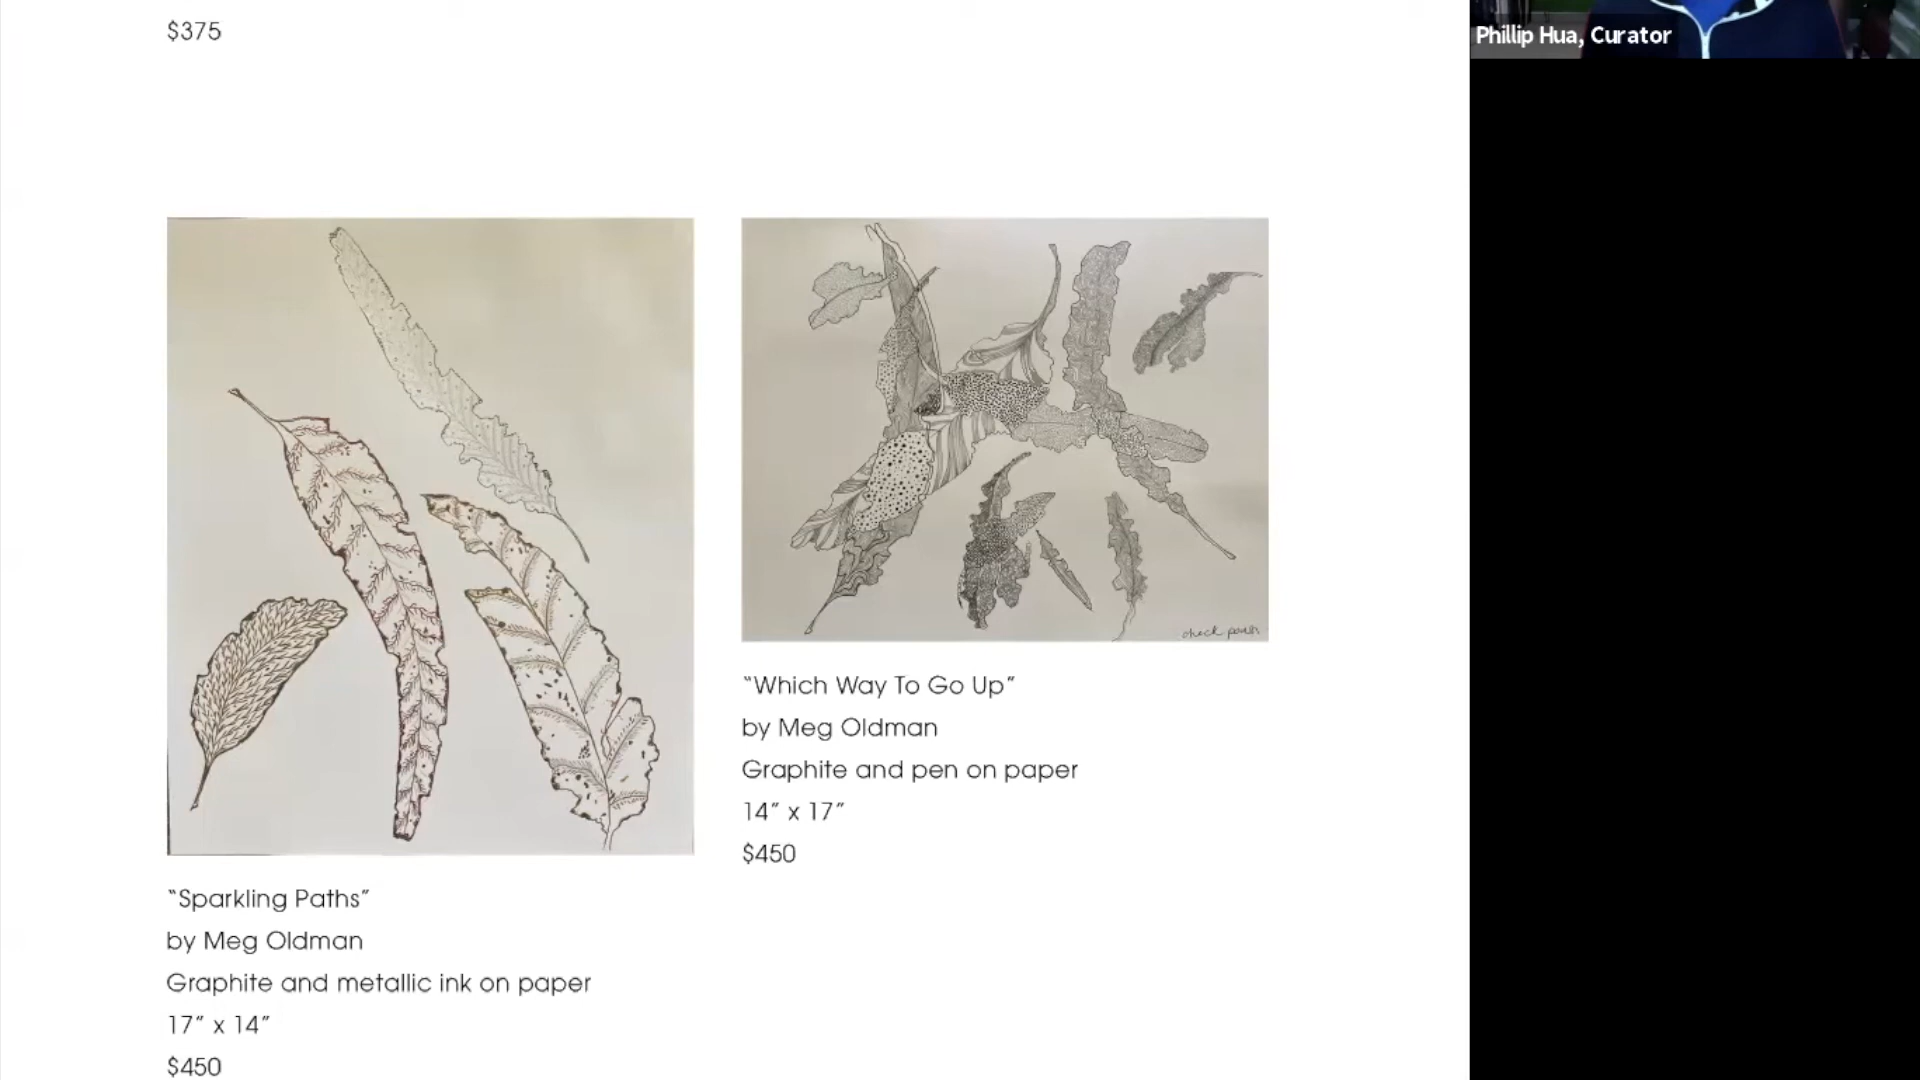 $375
Phillip Hua, Curator
check
“Which Way To Go Up”
by Meg Oldman
Graphite and pen on paper
14” x 17”
$450
“Sparkling Paths”
by Meg Oldman
Graphite and metallic ink on paper
17” x 14”
$450